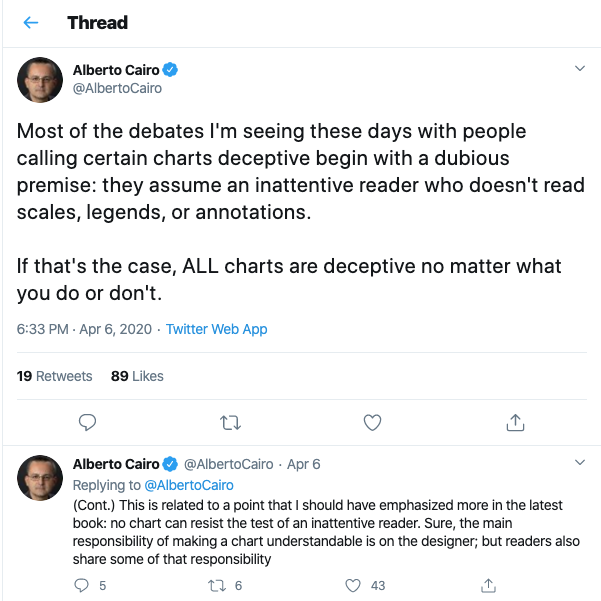 Thread
Alberto Cairo
@AlbertoCairo
Most of the debates I'm seeing these days with people
calling certain charts deceptive begin with a dubious
premise: they assume an inattentive reader who doesn't read
scales, legends, or annotations.
If that's the case, ALL charts are deceptive no matter what
you do or don't.
6:33 PM · Apr 6, 2020 · Twitter Web App
19 Retweets 89 Likes
Alberto Cairo @AlbertoCairo · Apr 6
Replying to @AlbertoCairo
(Cont.) This is related to a point that I should have emphasized more in the latest
book: no chart can resist the test of an inattentive reader. Sure, the main
responsibility of making a chart understandable is on the designer; but readers also
share some of that responsibility
5 6 43